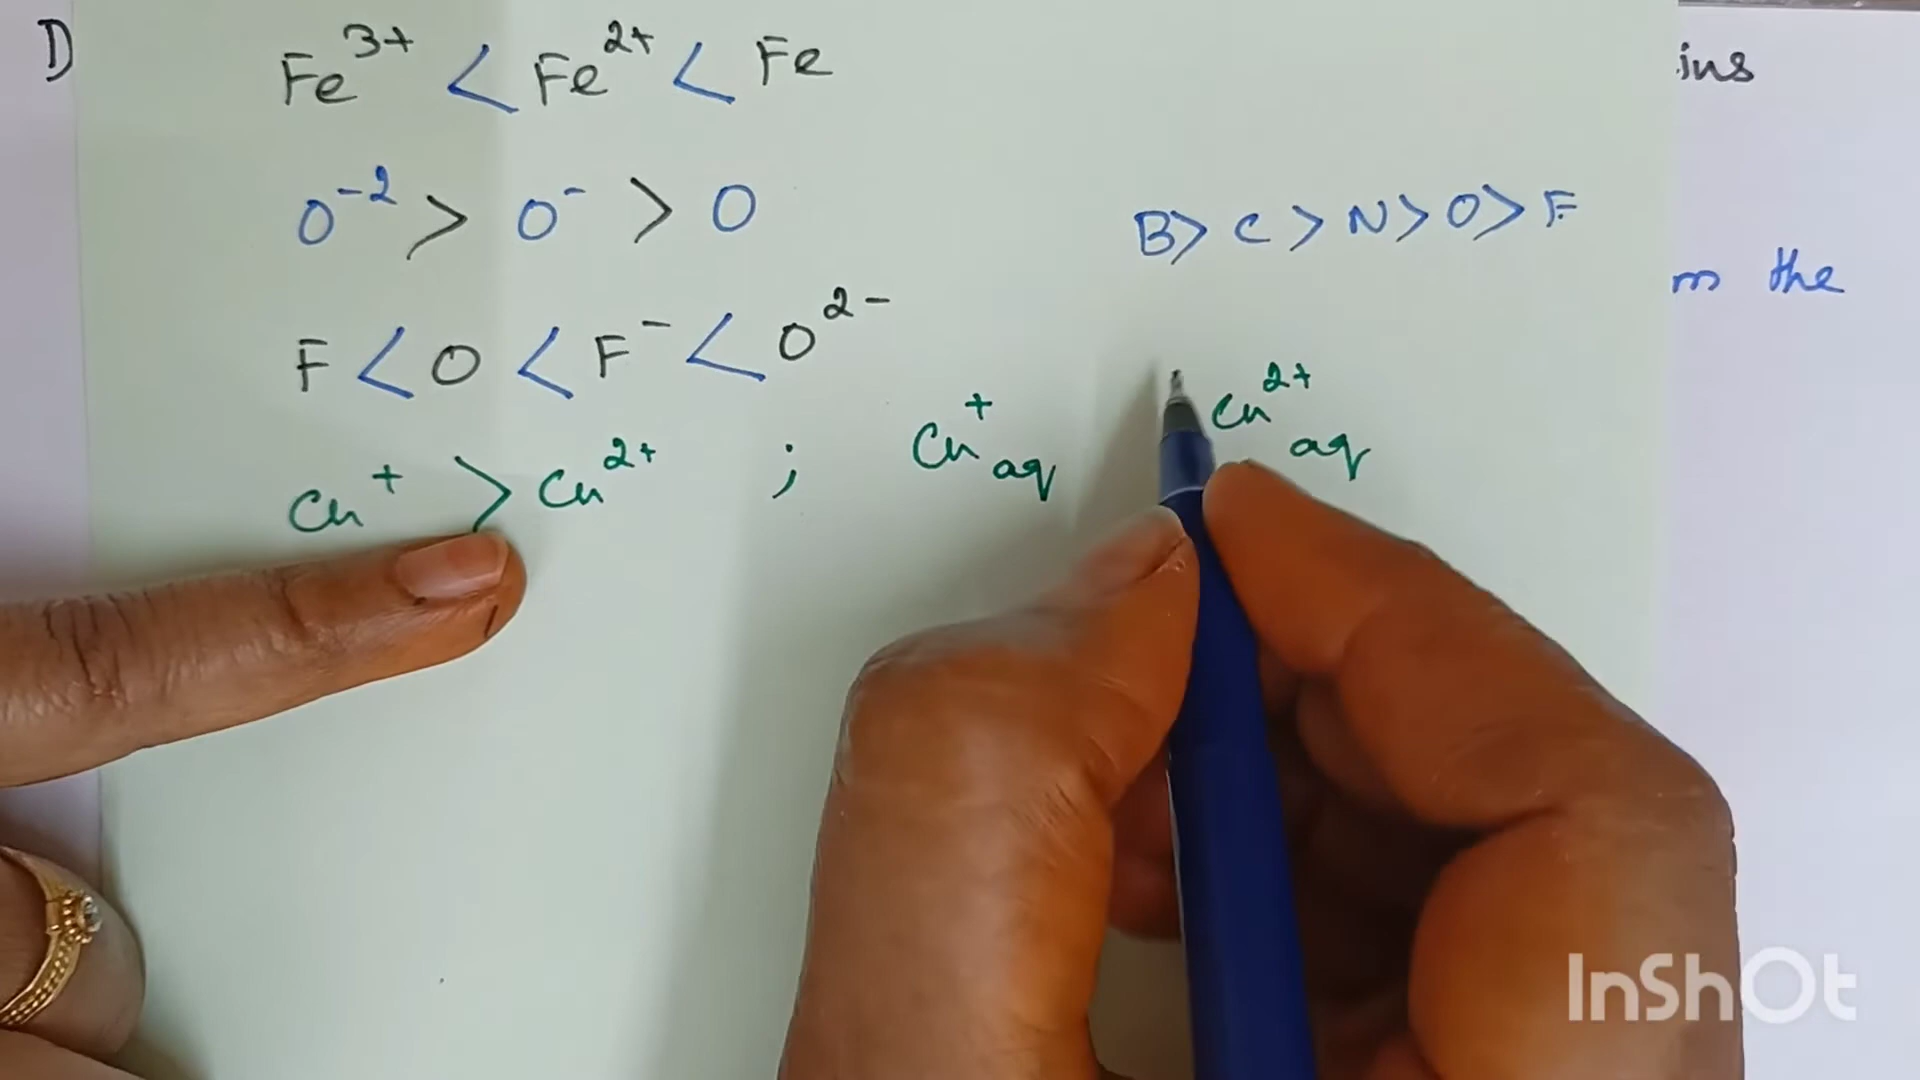 D
Fe³⁺ < Fe²⁺ < Fe
ins
O⁻² > O⁻ > O
B > C > N > O > F
m the
F < O < F⁻ < O²⁻
Cu⁺ > Cu²⁺ ; Cu⁺ aq Cu²⁺ aq
InShOt